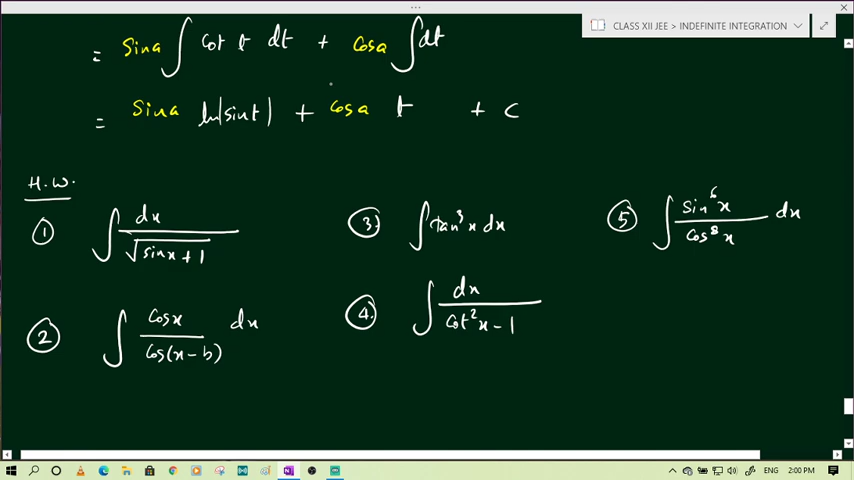 CLASS XII JEE > INDEFINITE INTEGRATION
= sina ∫ cot t dt + cosa ∫ dt
= sina ln|sint| + cosa t + c
H.W.
① ∫ dx / √(sinx + 1)
② ∫ cosx / cos(x-b) dx
③ ∫ tan³x dx
④ ∫ dx / (cot²x - 1)
⑤ ∫ sin⁶x / cos⁸x dx
ENG 2:00 PM